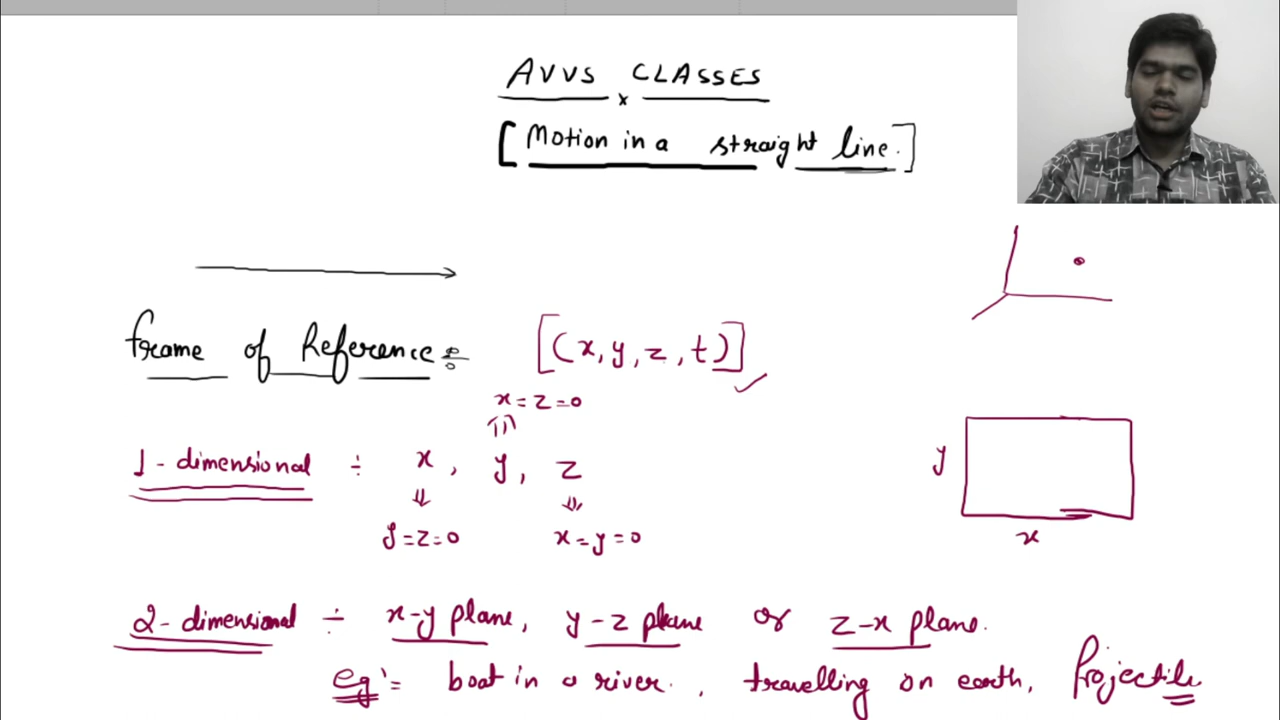 AVVS CLASSES
[Motion in a straight line.]
Frame of Reference:- [(x, y, z, t)]
x = z = 0
1-dimensional ÷ x, y, z
y = z = 0 x = y = 0
y
x
2-dimensional ÷ x-y plane, y-z plane or z-x plane.
eg:= boat in a river, travelling on earth, Projectile